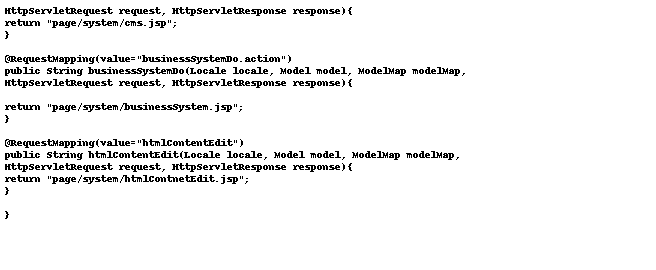 HttpServletRequest request, HttpServletResponse response){
return "page/system/cms.jsp";
}
@RequestMapping(value="businessSystemDo.action")
public String businessSystemDo(Locale locale, Model model, ModelMap modelMap,
HttpServletRequest request, HttpServletResponse response){
return "page/system/businessSystem.jsp";
}
@RequestMapping(value="htmlContentEdit")
public String htmlContentEdit(Locale locale, Model model, ModelMap modelMap,
HttpServletRequest request, HttpServletResponse response){
return "page/system/htmlContnetEdit.jsp";
}
}